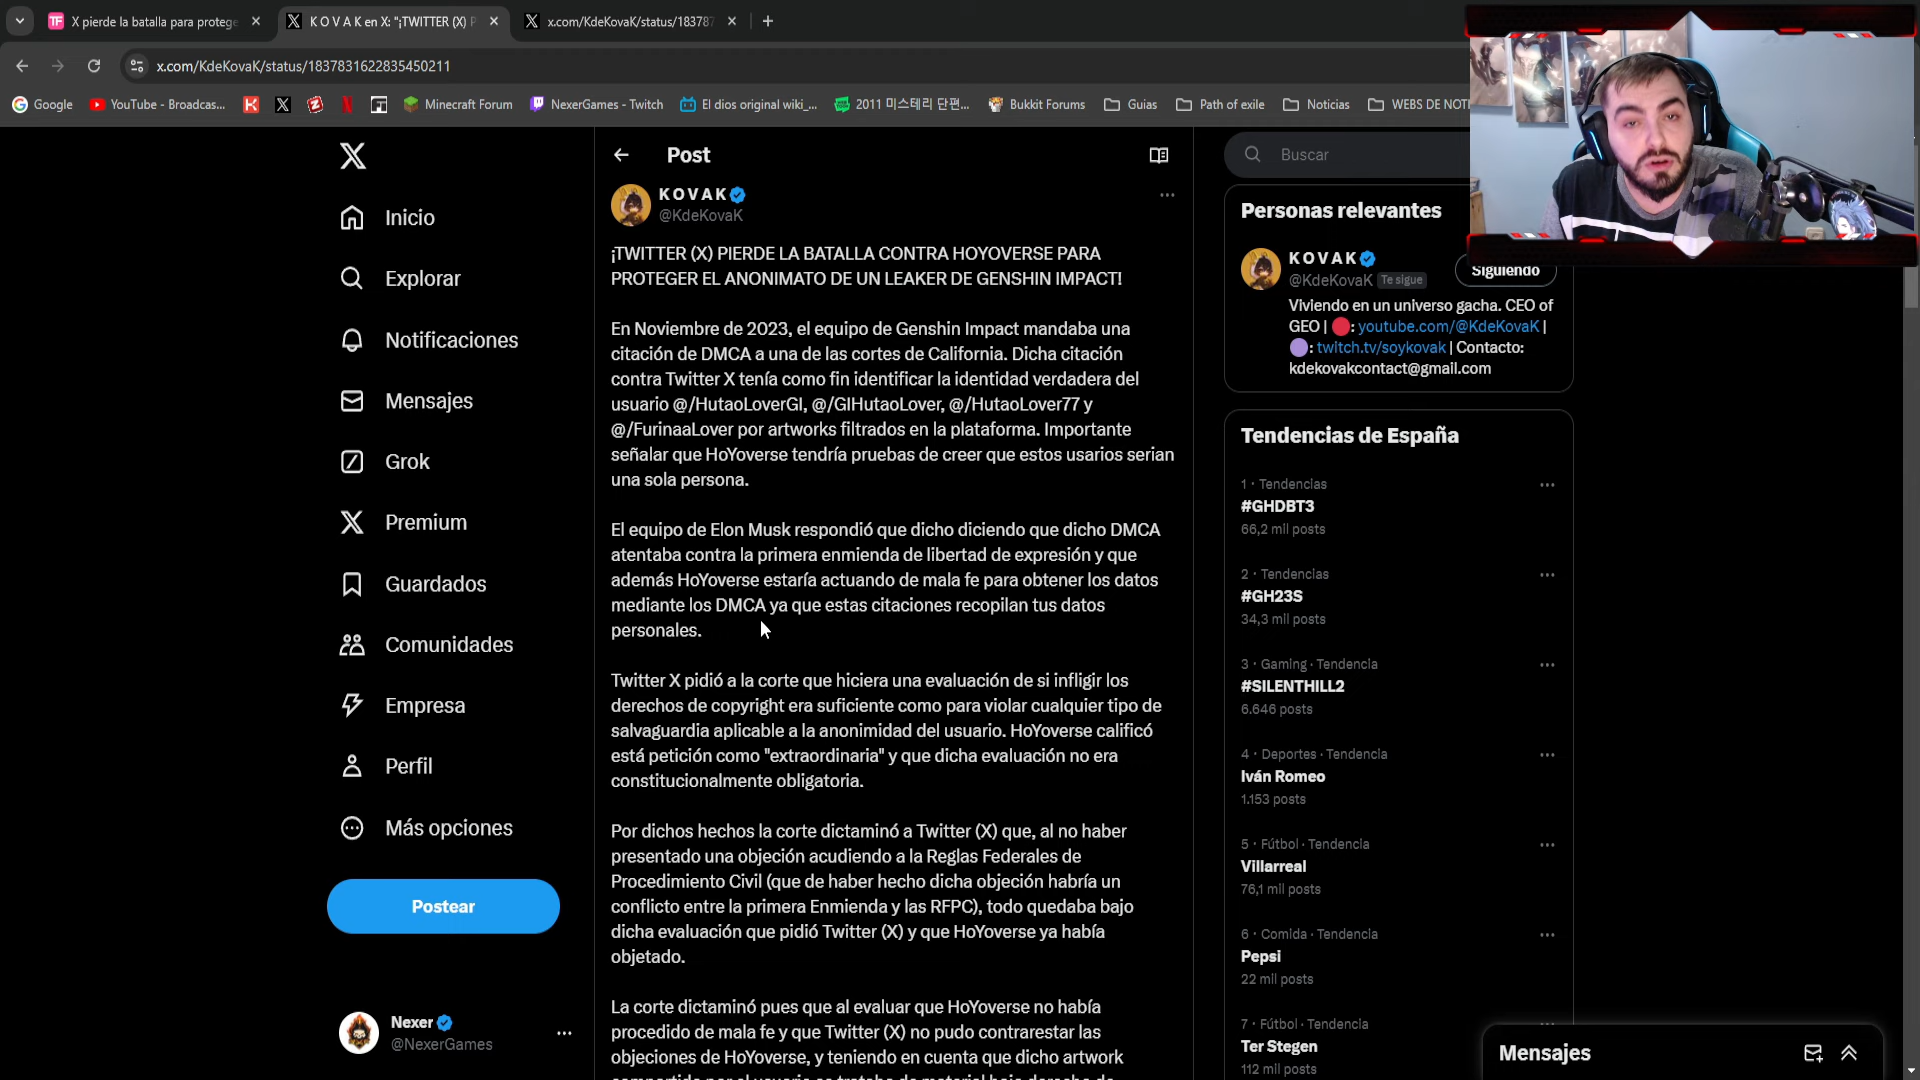 X pierde la batalla para protege
K O V A K en X: "¡TWITTER (X) P
x.com/KdeKovaK/status/18378
x.com/KdeKovaK/status/1837831622835450211
Google
YouTube - Broadcas...
Minecraft Forum
NexerGames - Twitch
El dios original wiki_...
2011 미스테리 단편...
Bukkit Forums
Guias
Path of exile
Noticias
WEBS DE NOTI
Inicio
Explorar
Notificaciones
Mensajes
Grok
Premium
Guardados
Comunidades
Empresa
Perfil
Más opciones
Postear
Nexer
@NexerGames
Post
K O V A K
@KdeKovaK
¡TWITTER (X) PIERDE LA BATALLA CONTRA HOYOVERSE PARA
PROTEGER EL ANONIMATO DE UN LEAKER DE GENSHIN IMPACT!
En Noviembre de 2023, el equipo de Genshin Impact mandaba una
citación de DMCA a una de las cortes de California. Dicha citación
contra Twitter X tenía como fin identificar la identidad verdadera del
usuario @/HutaoLoverGI, @/GIHutaoLover, @/HutaoLover77 y
@/FurinaaLover por artworks filtrados en la plataforma. Importante
señalar que HoYoverse tendría pruebas de creer que estos usarios serian
una sola persona.
El equipo de Elon Musk respondió que dicho diciendo que dicho DMCA
atentaba contra la primera enmienda de libertad de expresión y que
además HoYoverse estaría actuando de mala fe para obtener los datos
mediante los DMCA ya que estas citaciones recopilan tus datos
personales.
Twitter X pidió a la corte que hiciera una evaluación de si infligir los
derechos de copyright era suficiente como para violar cualquier tipo de
salvaguardia aplicable a la anonimidad del usuario. HoYoverse calificó
está petición como "extraordinaria" y que dicha evaluación no era
constitucionalmente obligatoria.
Por dichos hechos la corte dictaminó a Twitter (X) que, al no haber
presentado una objeción acudiendo a la Reglas Federales de
Procedimiento Civil (que de haber hecho dicha objeción habría un
conflicto entre la primera Enmienda y las RFPC), todo quedaba bajo
dicha evaluación que pidió Twitter (X) y que HoYoverse ya había
objetado.
La corte dictaminó pues que al evaluar que HoYoverse no había
procedido de mala fe y que Twitter (X) no pudo contrarestar las
objeciones de HoYoverse, y teniendo en cuenta que dicho artwork
Buscar
Personas relevantes
K O V A K
@KdeKovaK Te sigue
Siguiendo
Viviendo en un universo gacha. CEO of
GEO | 🔴: youtube.com/@KdeKovaK |
🟣: twitch.tv/soykovak | Contacto:
kdekovakcontact@gmail.com
Tendencias de España
1 · Tendencias
#GHDBT3
66,2 mil posts
2 · Tendencias
#GH23S
34,3 mil posts
3 · Gaming · Tendencia
#SILENTHILL2
6.646 posts
4 · Deportes · Tendencia
Iván Romeo
1.153 posts
5 · Fútbol · Tendencia
Villarreal
76,1 mil posts
6 · Comida · Tendencia
Pepsi
22 mil posts
7 · Fútbol · Tendencia
Ter Stegen
112 mil posts
Mensajes